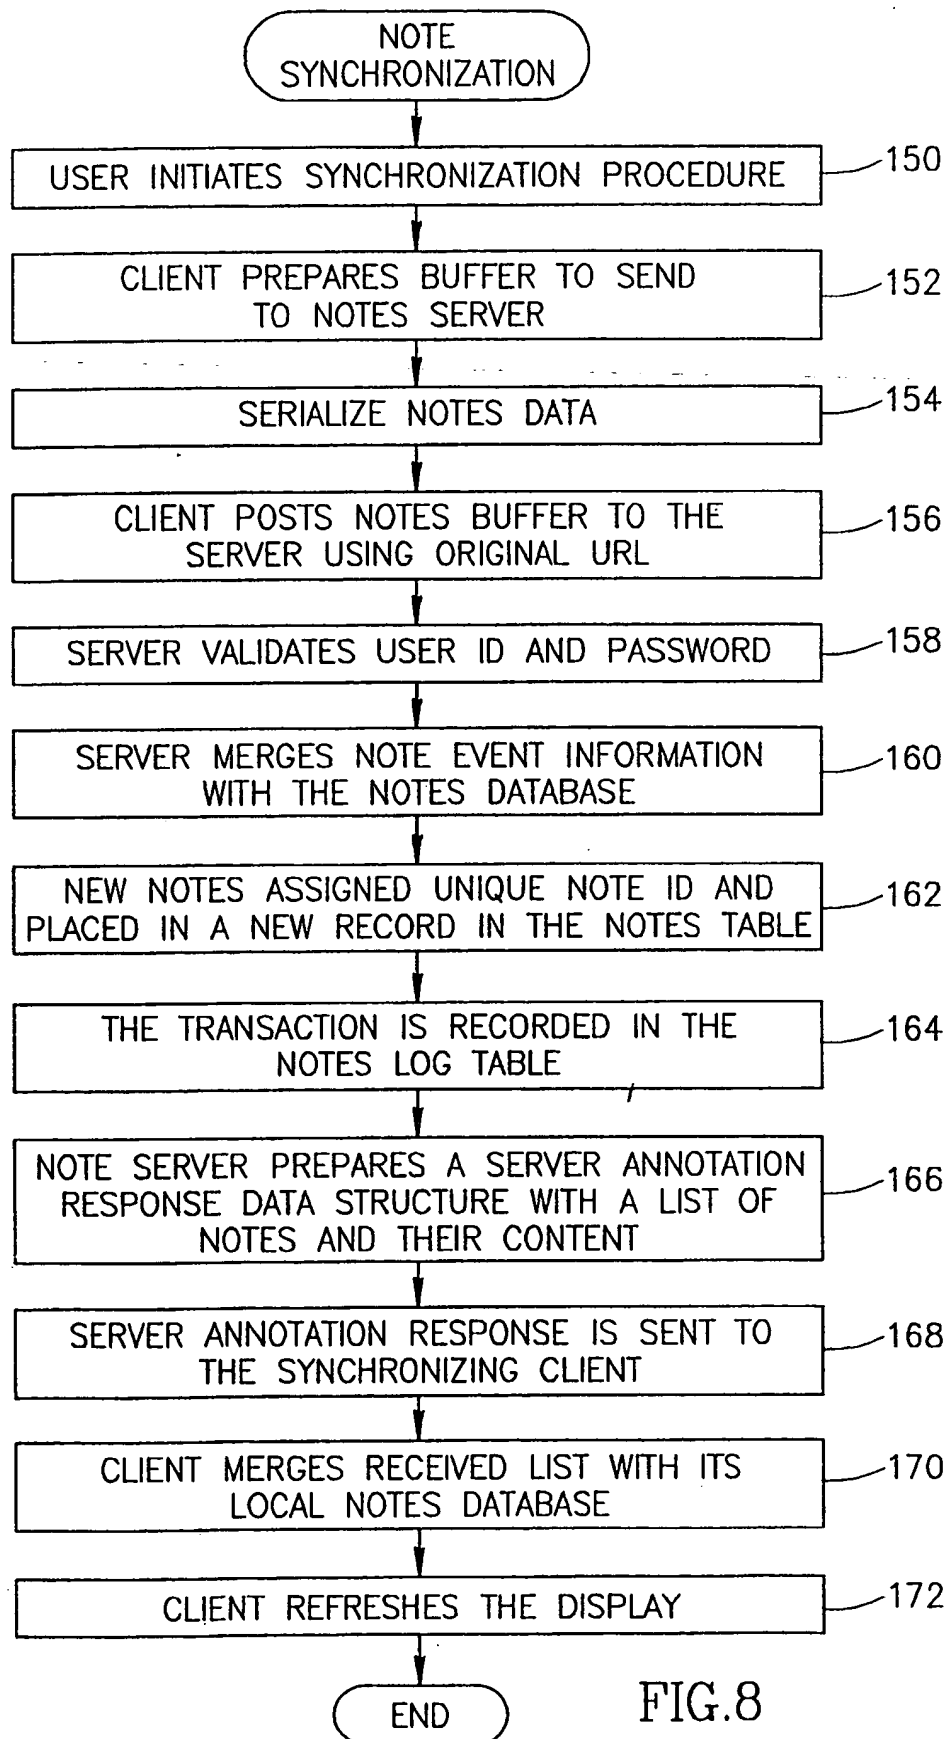 NOTE
SYNCHRONIZATION
USER INITIATES SYNCHRONIZATION PROCEDURE
150
CLIENT PREPARES BUFFER TO SEND
TO NOTES SERVER
152
SERIALIZE NOTES DATA
154
CLIENT POSTS NOTES BUFFER TO THE
SERVER USING ORIGINAL URL
156
SERVER VALIDATES USER ID AND PASSWORD
158
SERVER MERGES NOTE EVENT INFORMATION
WITH THE NOTES DATABASE
160
NEW NOTES ASSIGNED UNIQUE NOTE ID AND
PLACED IN A NEW RECORD IN THE NOTES TABLE
162
THE TRANSACTION IS RECORDED IN THE
NOTES LOG TABLE
164
NOTE SERVER PREPARES A SERVER ANNOTATION
RESPONSE DATA STRUCTURE WITH A LIST OF
NOTES AND THEIR CONTENT
166
SERVER ANNOTATION RESPONSE IS SENT TO
THE SYNCHRONIZING CLIENT
168
CLIENT MERGES RECEIVED LIST WITH ITS
LOCAL NOTES DATABASE
170
CLIENT REFRESHES THE DISPLAY
172
END
FIG.8